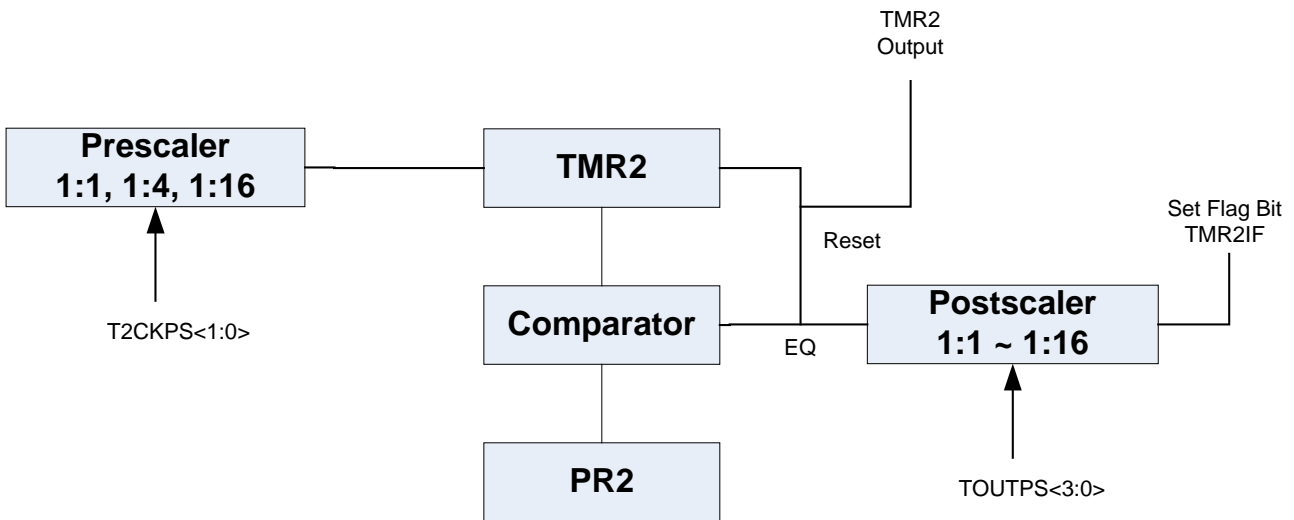 TMR2
Output
Prescaler
1:1, 1:4, 1:16
TMR2
Set Flag Bit
TMR2IF
Reset
T2CKPS<1:0>
Comparator
EQ
Postscaler
1:1 ~ 1:16
PR2
TOUTPS<3:0>